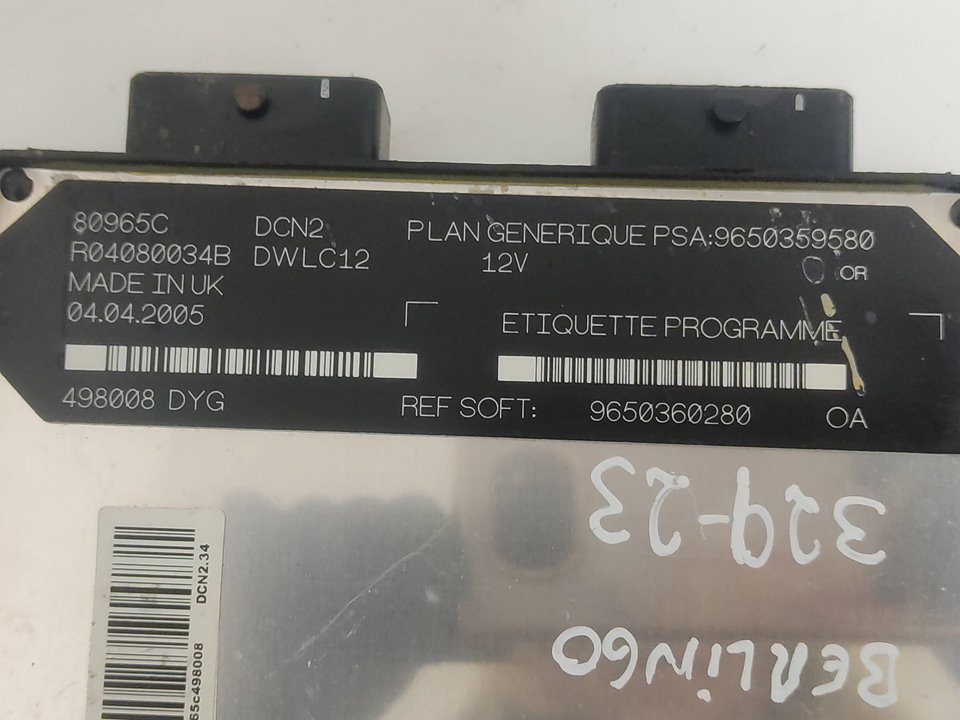 80965C DCN2 PLAN GENERIQUE PSA:9650359580
R04080034B DWLC12 12V OR
MADE IN UK
04.04.2005
ETIQUETTE PROGRAMME
498008 DYG REF SOFT: 9650360280 OA
329-23
BERLINGO
DCN2.34
65c498008